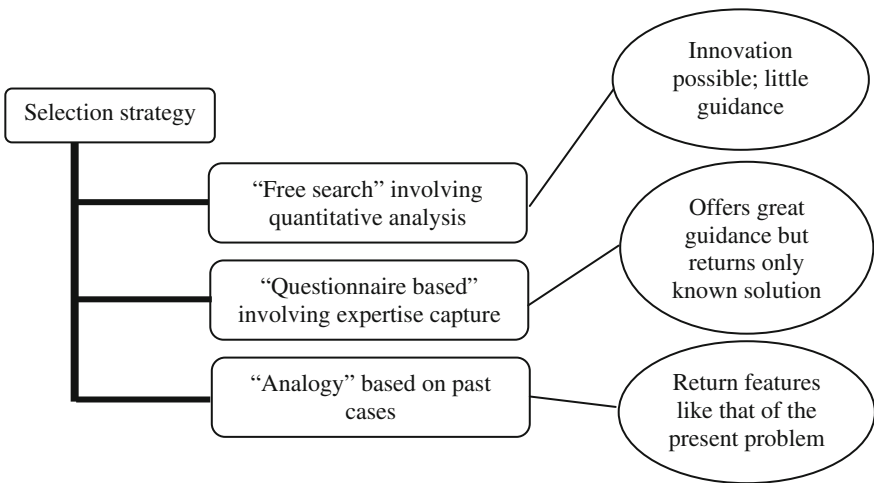 Selection strategy
“Free search” involving
quantitative analysis
“Questionnaire based”
involving expertise capture
“Analogy” based on past
cases
Innovation
possible; little
guidance
Offers great
guidance but
returns only
known solution
Return features
like that of the
present problem